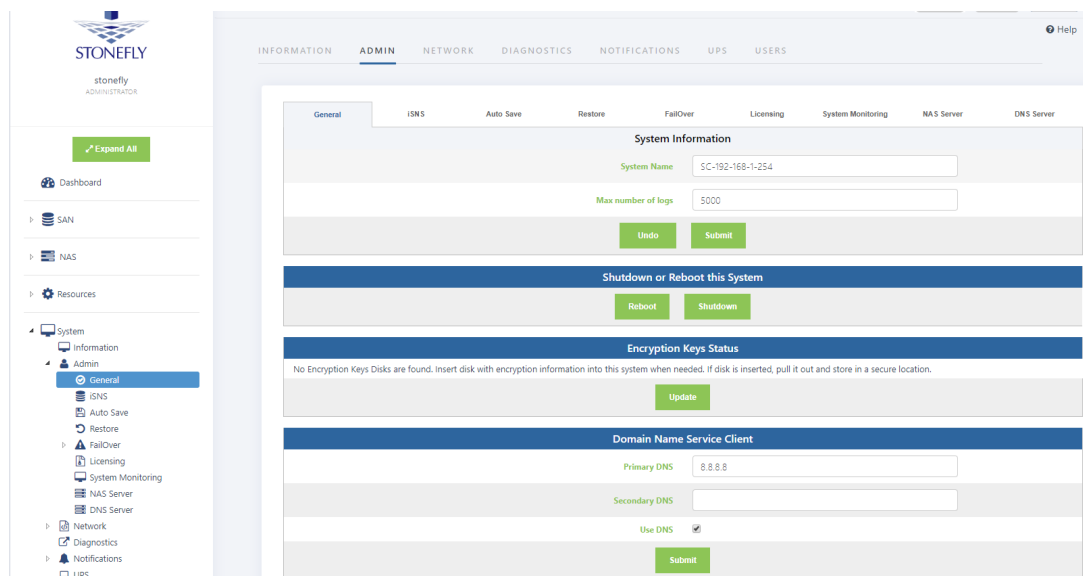 STONEFLY
stonefly
ADMINISTRATOR
Expand All
Dashboard
SAN
NAS
Resources
System
Information
Admin
General
iSNS
Auto Save
Restore
FailOver
Licensing
System Monitoring
NAS Server
DNS Server
Network
Diagnostics
Notifications
UPS
Help
INFORMATION ADMIN NETWORK DIAGNOSTICS NOTIFICATIONS UPS USERS
General iSNS Auto Save Restore FailOver Licensing System Monitoring NAS Server DNS Server
System Information
System Name SC-192-168-1-254
Max number of logs 5000
Undo Submit
Shutdown or Reboot this System
Reboot Shutdown
Encryption Keys Status
No Encryption Keys Disks are found. Insert disk with encryption information into this system when needed. If disk is inserted, pull it out and store in a secure location.
Update
Domain Name Service Client
Primary DNS 8.8.8.8
Secondary DNS
Use DNS
Submit